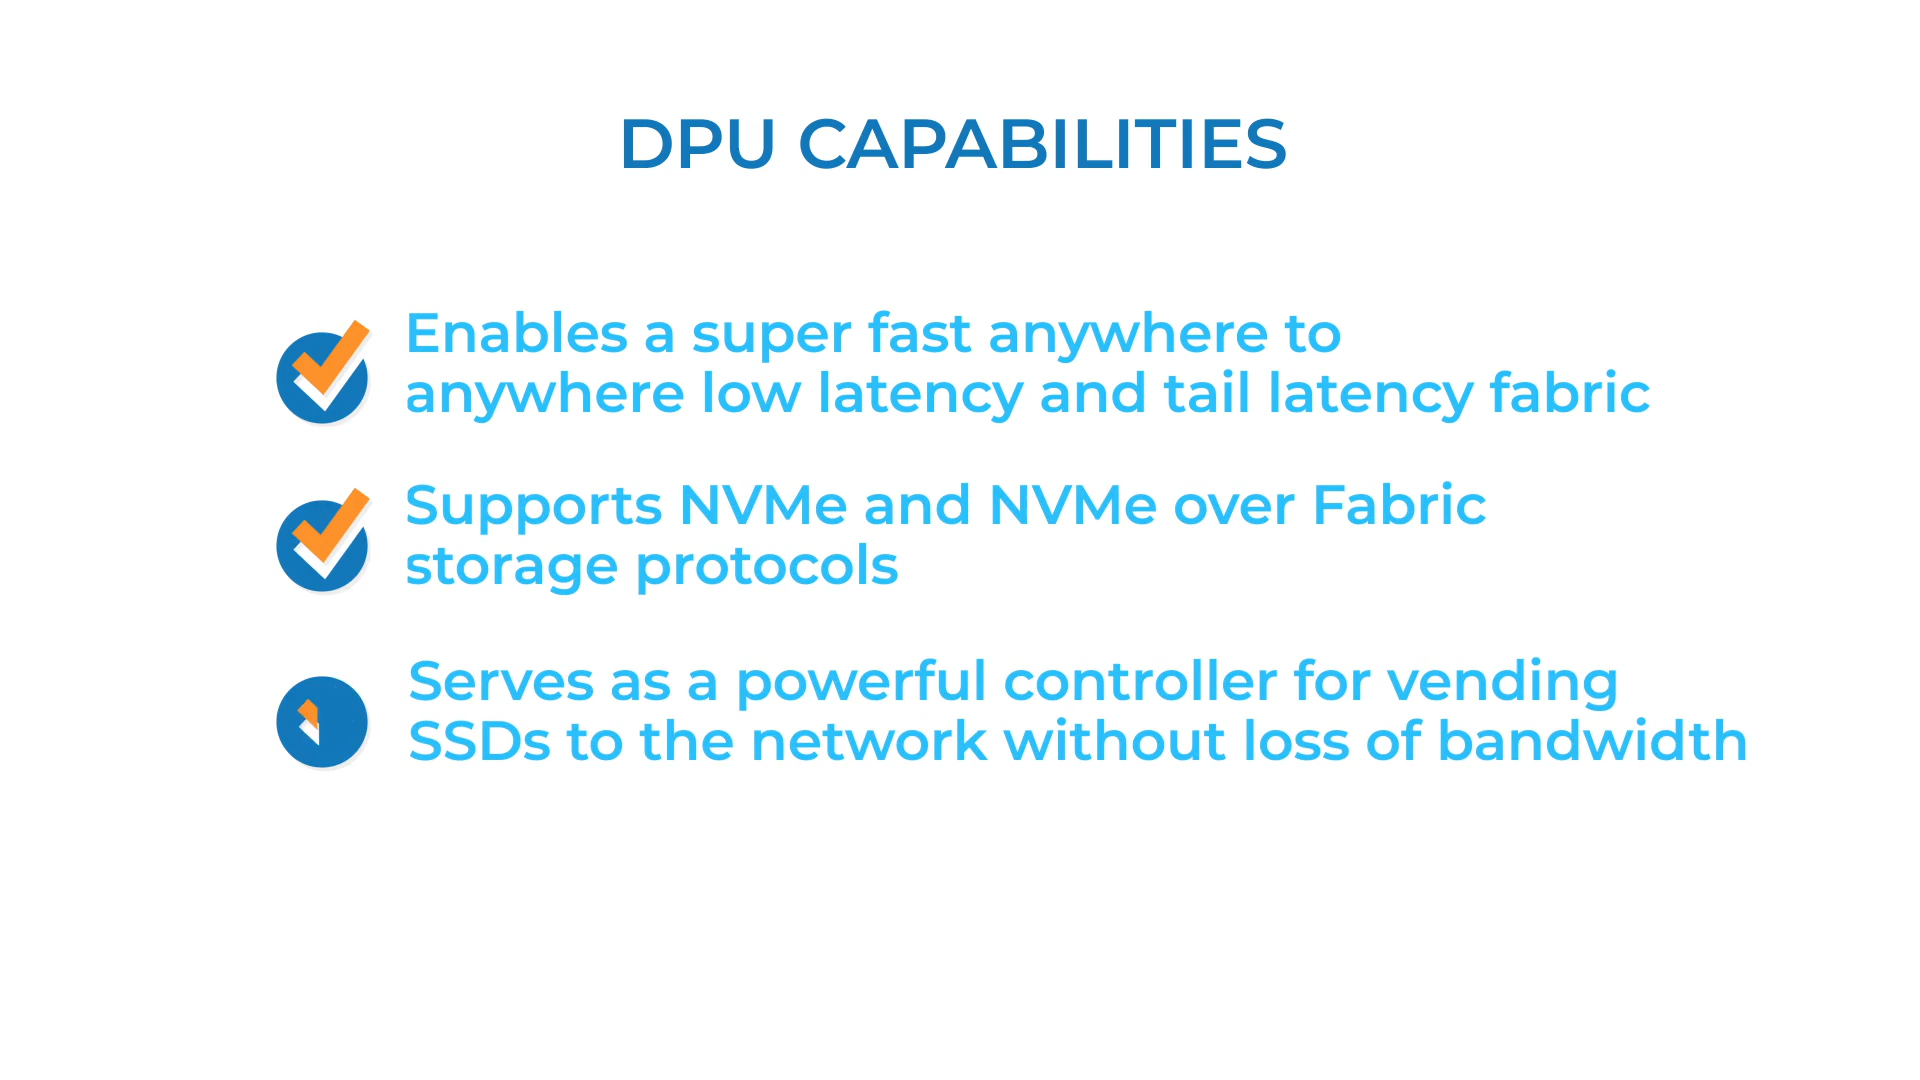 DPU CAPABILITIES
Enables a super fast anywhere to
anywhere low latency and tail latency fabric
Supports NVMe and NVMe over Fabric
storage protocols
Serves as a powerful controller for vending
SSDs to the network without loss of bandwidth